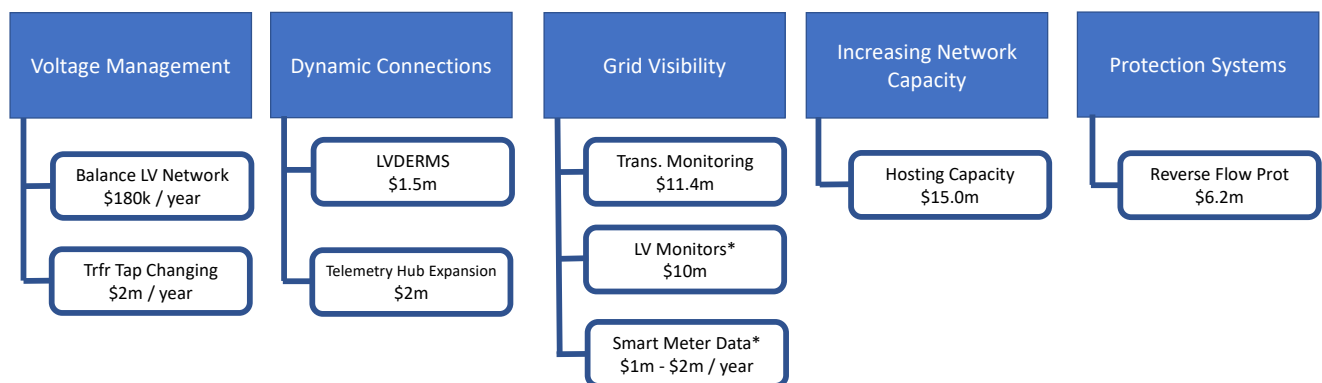 Voltage Management
Balance LV Network
$180k / year
Trfr Tap Changing
$2m / year
Dynamic Connections
LVDERMS
$1.5m
Telemetry Hub Expansion
$2m
Grid Visibility
Trans. Monitoring
$11.4m
LV Monitors*
$10m
Smart Meter Data*
$1m - $2m / year
Increasing Network
Capacity
Hosting Capacity
$15.0m
Protection Systems
Reverse Flow Prot
$6.2m